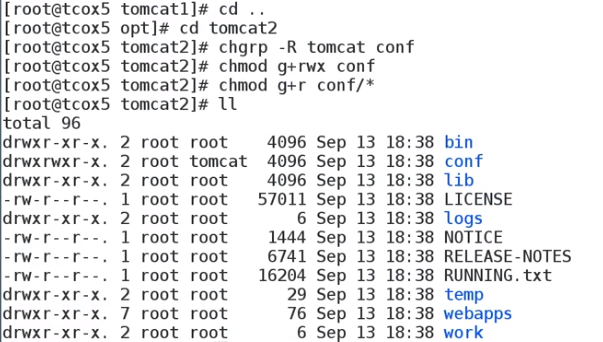 [root@tcox5 tomcat1]# cd ..
[root@tcox5 opt]# cd tomcat2
[root@tcox5 tomcat2]# chgrp -R tomcat conf
[root@tcox5 tomcat2]# chmod g+rwx conf
[root@tcox5 tomcat2]# chmod g+r conf/*
[root@tcox5 tomcat2]# ll
total 96
drwxr-xr-x. 2 root root    4096 Sep 13 18:38 bin
drwxrwxr-x. 2 root tomcat  4096 Sep 13 18:38 conf
drwxr-xr-x. 2 root root    4096 Sep 13 18:38 lib
-rw-r--r--. 1 root root   57011 Sep 13 18:38 LICENSE
drwxr-xr-x. 2 root root       6 Sep 13 18:38 logs
-rw-r--r--. 1 root root    1444 Sep 13 18:38 NOTICE
-rw-r--r--. 1 root root    6741 Sep 13 18:38 RELEASE-NOTES
-rw-r--r--. 1 root root   16204 Sep 13 18:38 RUNNING.txt
drwxr-xr-x. 2 root root      29 Sep 13 18:38 temp
drwxr-xr-x. 7 root root      76 Sep 13 18:38 webapps
drwxr-xr-x. 2 root root       6 Sep 13 18:38 work